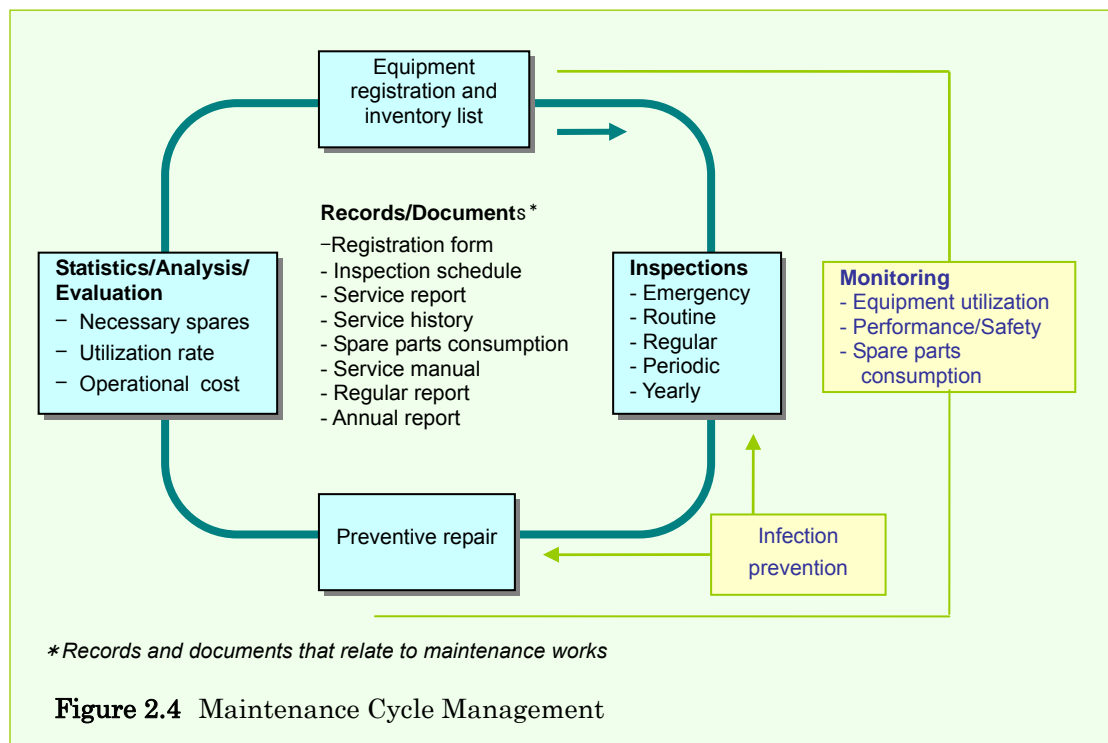 Equipment
registration and
inventory list
Records/Documents*
-Registration form
- Inspection schedule
- Service report
- Service history
- Spare parts consumption
- Service manual
- Regular report
- Annual report
Statistics/Analysis/
Evaluation
- Necessary spares
- Utilization rate
- Operational cost
Inspections
- Emergency
- Routine
- Regular
- Periodic
- Yearly
Monitoring
- Equipment utilization
- Performance/Safety
- Spare parts
consumption
Preventive repair
Infection
prevention
*Records and documents that relate to maintenance works
Figure 2.4 Maintenance Cycle Management